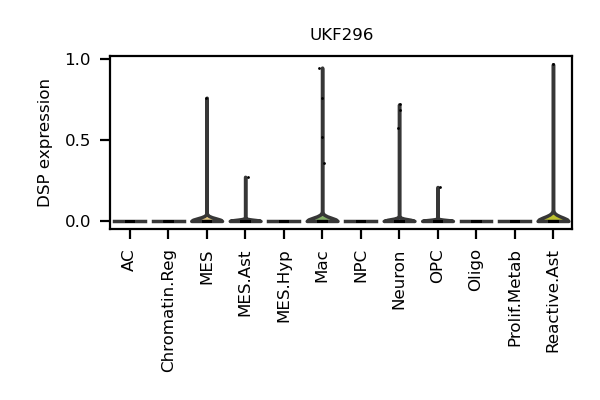 UKF296
DSP expression
1.0
0.5
0.0
AC
Chromatin.Reg
MES
MES.Ast
MES.Hyp
Mac
NPC
Neuron
OPC
Oligo
Prolif.Metab
Reactive.Ast